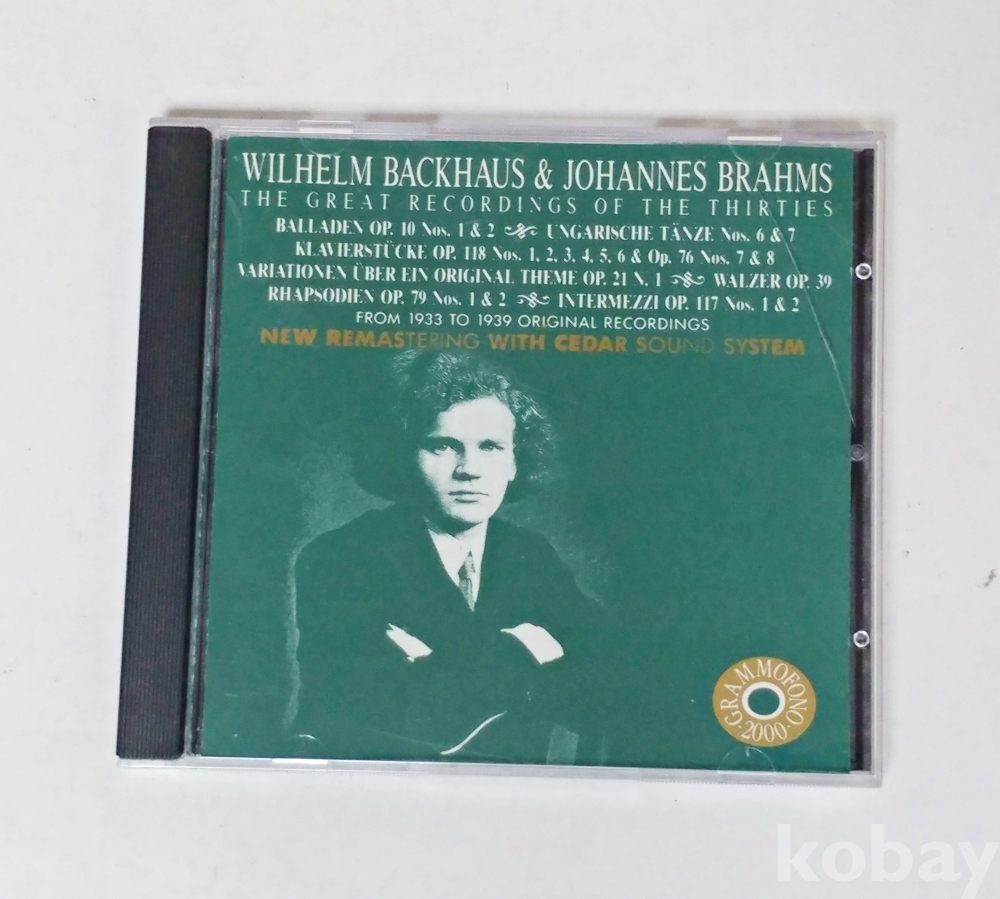 WILHELM BACKHAUS & JOHANNES BRAHMS
THE GREAT RECORDINGS OF THE THIRTIES
BALLADEN OP. 10 Nos. 1 & 2 UNGARISCHE TÄNZE Nos. 6 & 7
KLAVIERSTÜCKE OP. 118 Nos. 1, 2, 3, 4, 5, 6 & Op. 76 Nos. 7 & 8
VARIATIONEN ÜBER EIN ORIGINAL THEME OP. 21 N. 1 WALZER OP. 39
RHAPSODIEN OP. 79 Nos. 1 & 2 INTERMEZZI OP. 117 Nos. 1 & 2
FROM 1933 TO 1939 ORIGINAL RECORDINGS
NEW REMASTERING WITH CEDAR SOUND SYSTEM
GRAMMOFONO · 2000 ·
kobay